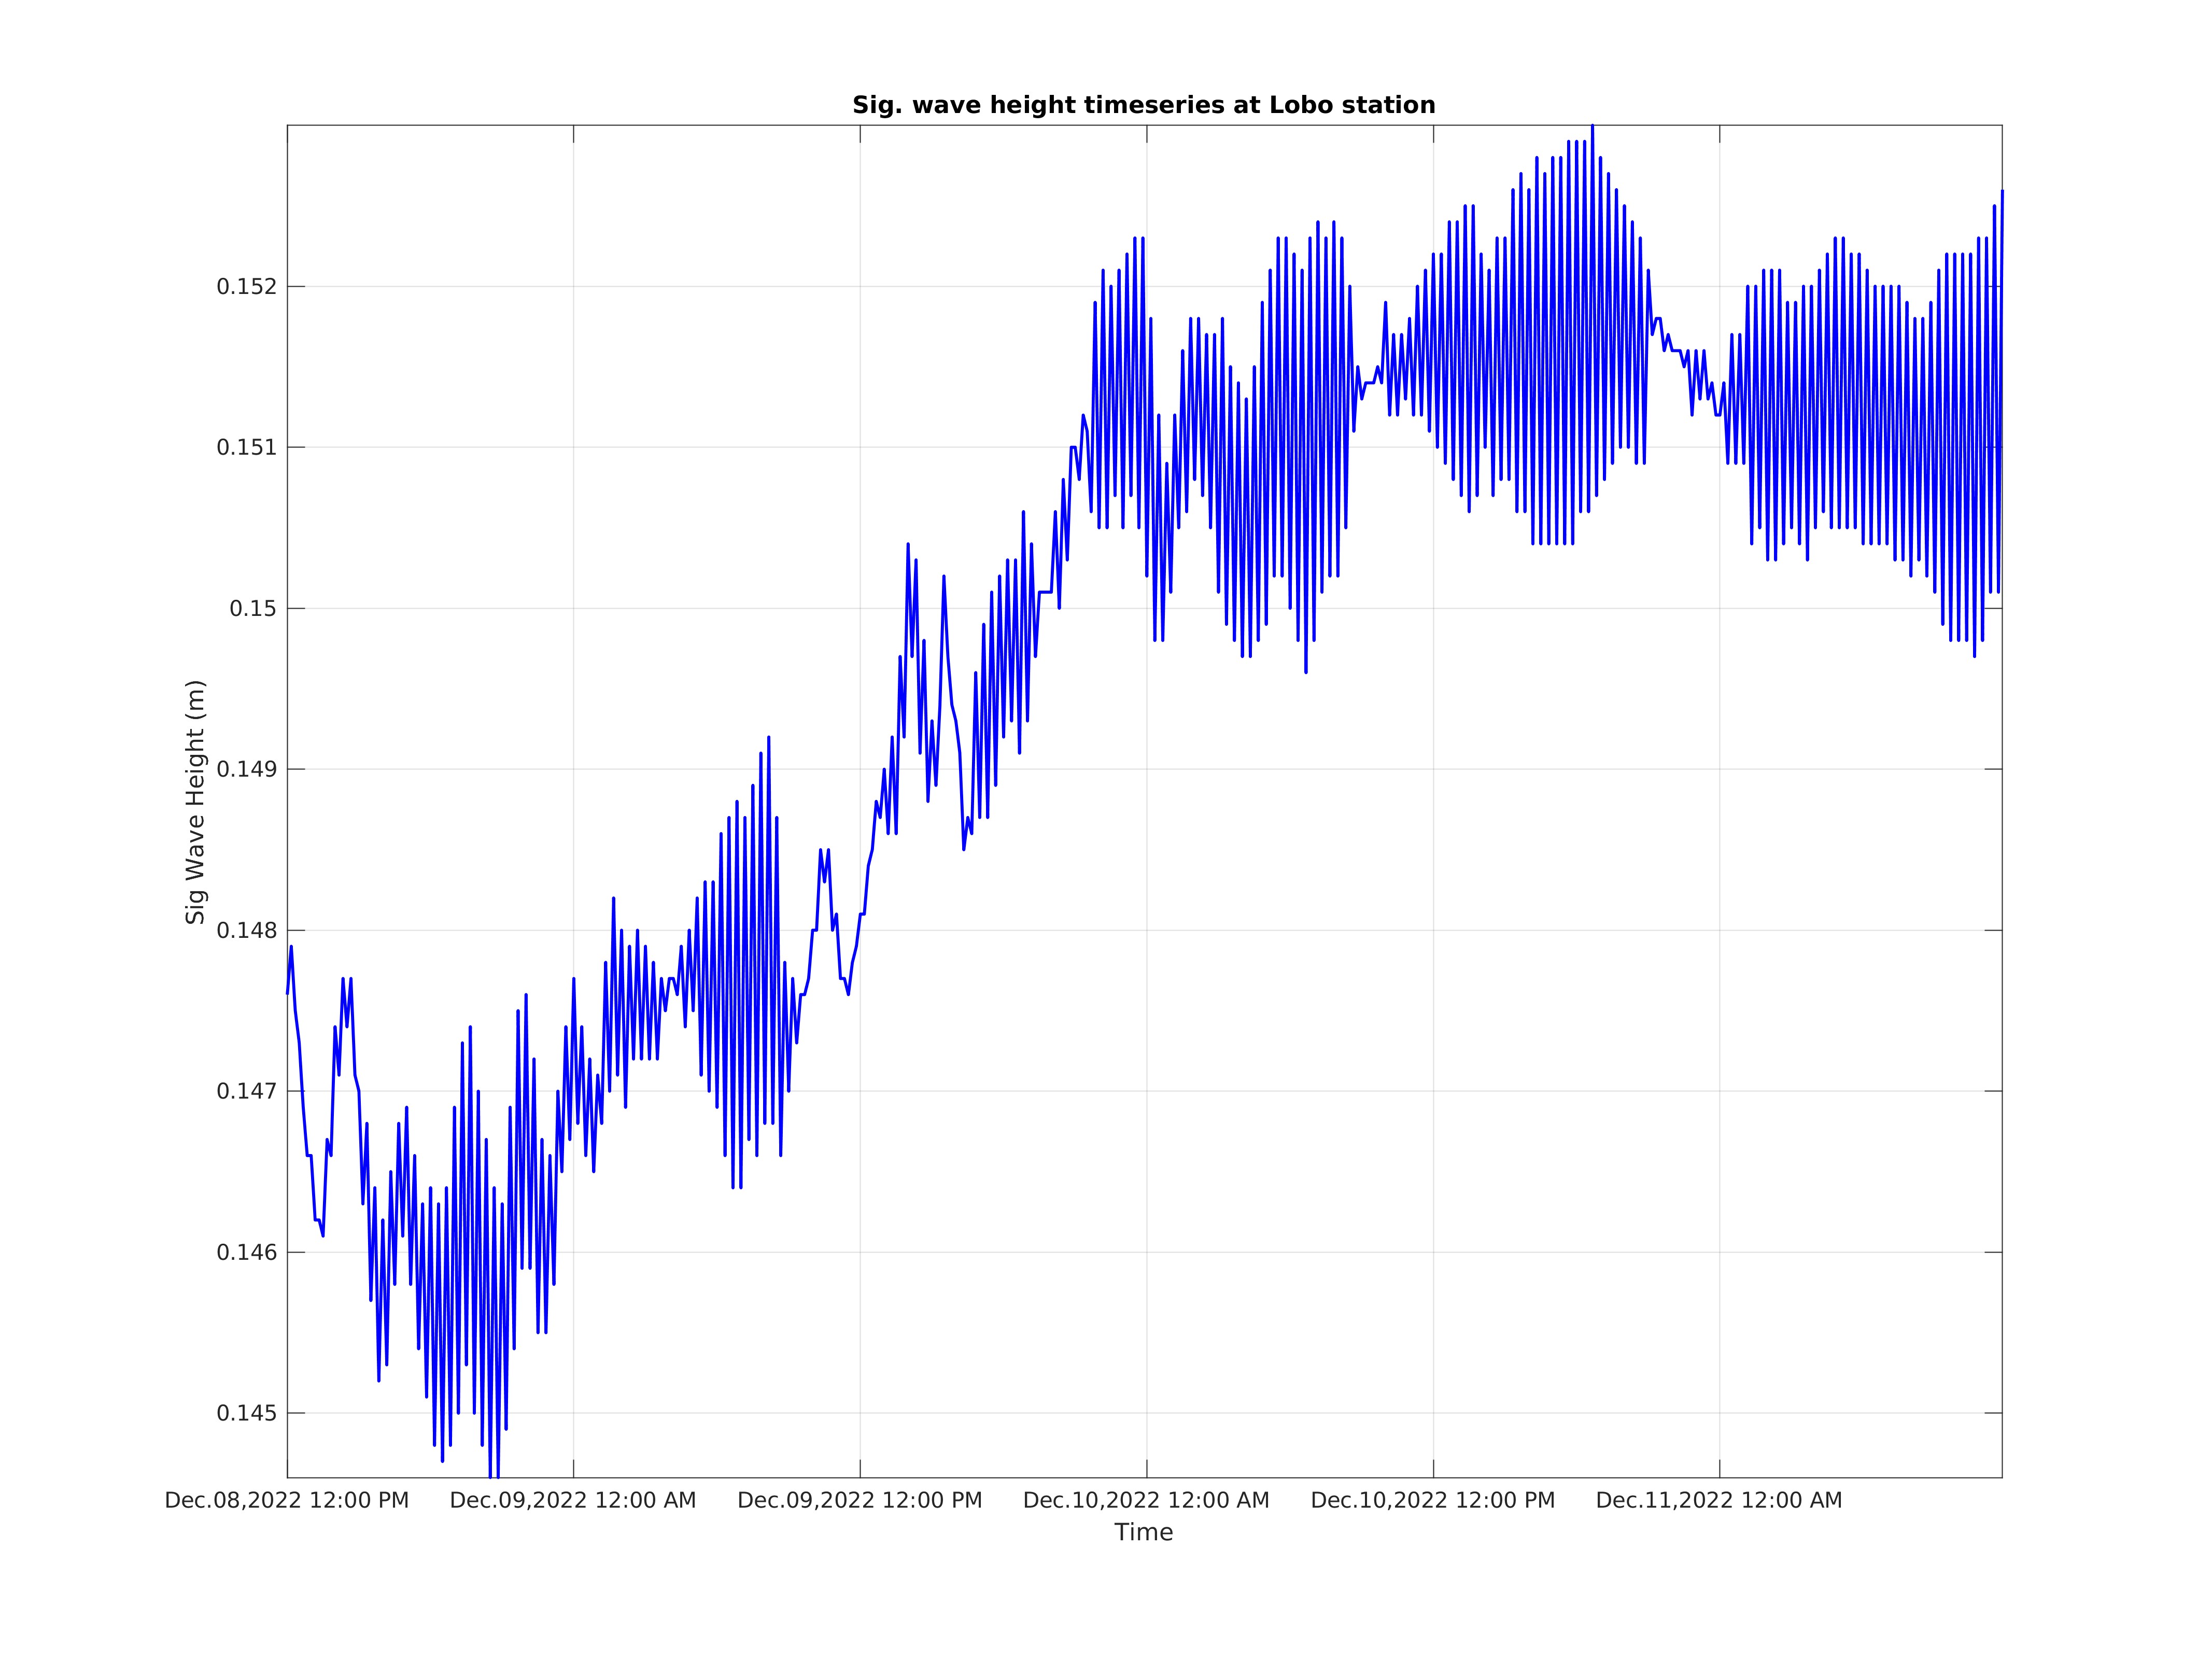 Sig. wave height timeseries at Lobo station
0.152
0.151
0.15
0.149
0.148
0.147
0.146
0.145
Sig Wave Height (m)
Dec.08,2022 12:00 PM Dec.09,2022 12:00 AM Dec.09,2022 12:00 PM Dec.10,2022 12:00 AM Dec.10,2022 12:00 PM Dec.11,2022 12:00 AM
Time